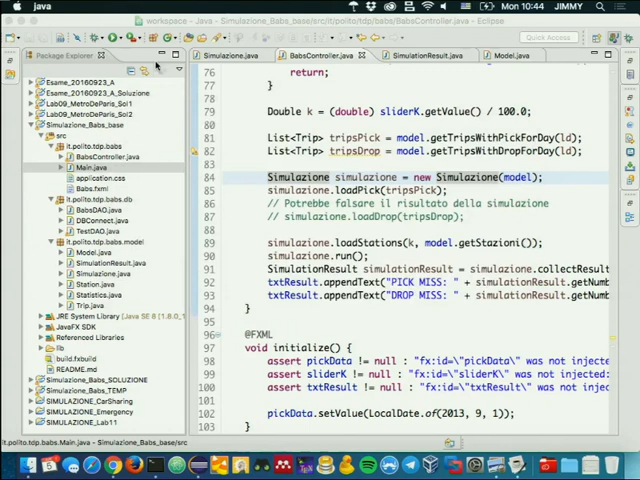 Java
Mon 10:44 JIMMY
workspace - Java - Simulazione_Babs_base/src/it/polito/tdp/babs/BabsController.java - Eclipse
Quick Access
Package Explorer
Simulazione.java
BabsController.java
SimulationResult.java
Model.java
Esame_20160923_A
Esame_20160923_A_Soluzione
Lab09_MetroDeParis_Sol1
Lab09_MetroDeParis_Sol2
Simulazione_Babs_base
src
it.polito.tdp.babs
BabsController.java
Main.java
application.css
Babs.fxml
it.polito.tdp.babs.db
BabsDAO.java
DBConnect.java
TestDAO.java
it.polito.tdp.babs.model
Model.java
SimulationResult.java
Simulazione.java
Station.java
Statistics.java
Trip.java
JRE System Library [Java SE 8 [1.8.0_
JavaFX SDK
Referenced Libraries
lib
build.fxbuild
README.md
Simulazione_Babs_SOLUZIONE
Simulazione_Babs_TEMP
SIMULAZIONE_CarSharing
SIMULAZIONE_Emergency
SIMULAZIONE_Lab11
76 return;
77 }
78
79 Double k = (double) sliderK.getValue() / 100.0;
80
81 List<Trip> tripsPick = model.getTripsWithPickForDay(ld);
82 List<Trip> tripsDrop = model.getTripsWithDropForDay(ld);
83
84 Simulazione simulazione = new Simulazione(model);
85 simulazione.loadPick(tripsPick);
86 // Potrebbe falsare il risultato della simulazione
87 // simulazione.loadDrop(tripsDrop);
88
89 simulazione.loadStations(k, model.getStazioni());
90 simulazione.run();
91 SimulationResult simulationResult = simulazione.collectResul
92 txtResult.appendText("PICK MISS: " + simulationResult.getNumb
93 txtResult.appendText("DROP MISS: " + simulationResult.getNumb
94 }
95
96 @FXML
97 void initialize() {
98 assert pickData != null : "fx:id=\"pickData\" was not injecte
99 assert sliderK != null : "fx:id=\"sliderK\" was not injected:
100 assert txtResult != null : "fx:id=\"txtResult\" was not injec
101
102 pickData.setValue(LocalDate.of(2013, 9, 1));
103 }
it.polito.tdp.babs.Main.java - Simulazione_Babs_base/src